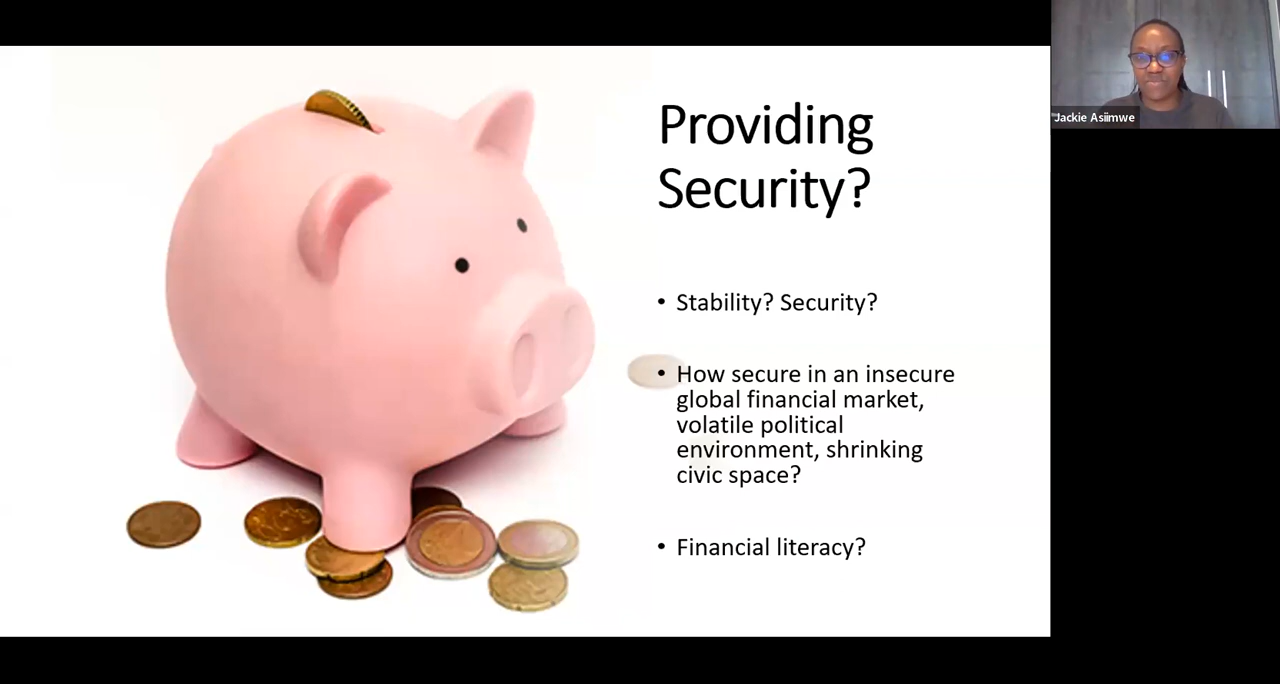 Jackie Asiimwe
Providing
Security?
• Stability? Security?
• How secure in an insecure
global financial market,
volatile political
environment, shrinking
civic space?
• Financial literacy?